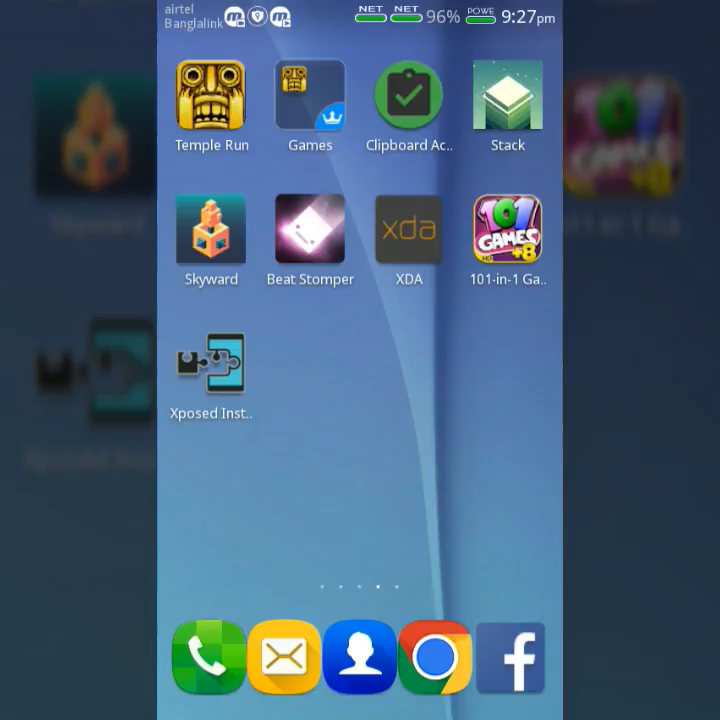 airtel
Banglalink
NET NET 96% POWE 9:27pm
Temple Run Games Clipboard Ac.. Stack
xda
101 GAMES HD +8
Skyward Beat Stomper XDA 101-in-1 Ga..
Xposed Inst..
f